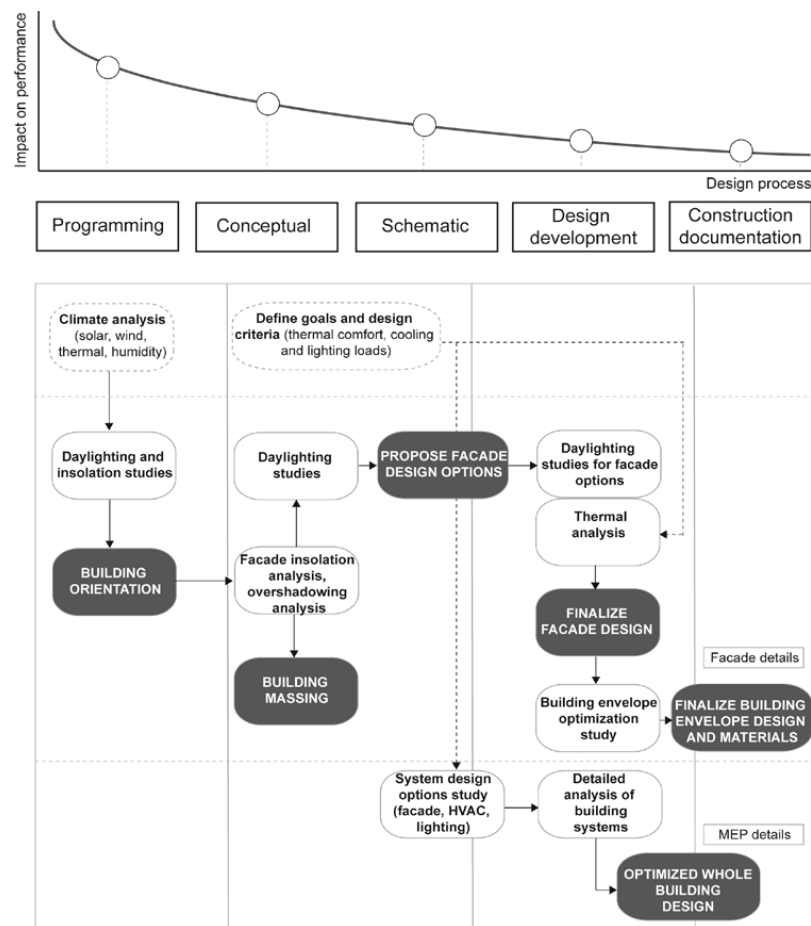 Impact on performance
Design process
Programming
Conceptual
Schematic
Design
development
Construction
documentation
Climate analysis
(solar, wind,
thermal, humidity)
Define goals and design
criteria (thermal comfort, cooling
and lighting loads)
Daylighting and
insolation studies
Daylighting
studies
PROPOSE FACADE
DESIGN OPTIONS
Daylighting
studies for facade
options
Thermal
analysis
BUILDING
ORIENTATION
Facade insolation
analysis,
overshadowing
analysis
FINALIZE
FACADE DESIGN
BUILDING
MASSING
Facade details
Building envelope
optimization
study
FINALIZE BUILDING
ENVELOPE DESIGN
AND MATERIALS
System design
options study
(facade, HVAC,
lighting)
Detailed
analysis of
building
systems
MEP details
OPTIMIZED WHOLE
BUILDING
DESIGN